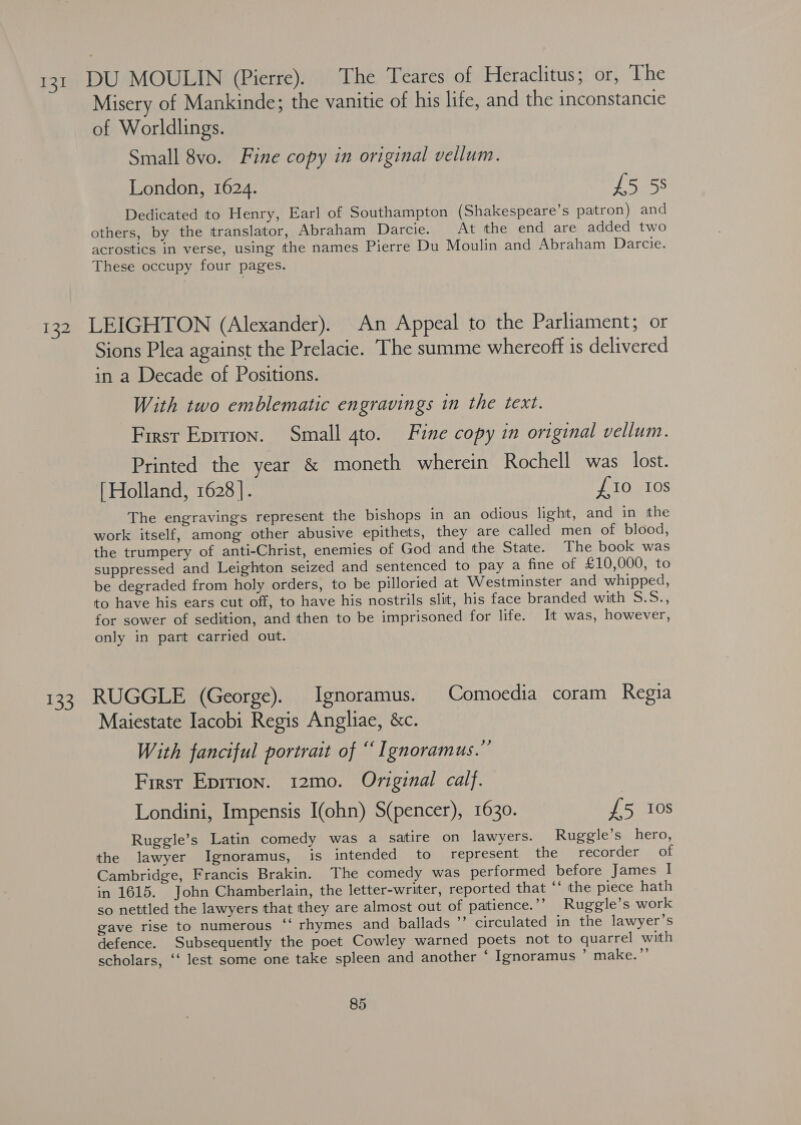 131 DU MOULIN (Pierre). The Teares of Heraclitus; or, The
Misery of Mankinde; the vanitie of his life, and the inconstancie
of Worldlings.
Small 8vo. Fine copy in original vellum.
London, 1624. £5 5s
Dedicated to Henry, Earl of Southampton (Shakespeare's patron) and
others, by the translator, Abraham Darcie. At the end are added two
acrostics in verse, using the names Pierre Du Moulin and Abraham Darcie.
These occupy four pages.
132 LEIGHTON (Alexander). An Appeal to the Parliament; or
Sions Plea against the Prelacie. The summe whereoff is delivered
in a Decade of Positions.
With two emblematic engravings in the text.
First Edition. Small 4to. Fine copy in original vellum.
Printed the year & moneth wherein Rochell was lost.
[Holland, 1628]. £10 10s
The engravings represent the bishops in an odious light, and in the
work itself, among other abusive epithets, they are called men of blood,
the trumpery of anti-Christ, enemies of God and the State. The book was
suppressed and Leighton seized and sentenced to pay a fine of £10,000, to
be degraded from holy orders, to be pilloried at Westminster and whipped,
to have his ears cut off, to have his nostrils slit, his face branded with S.S.,
for sower of sedition, and then to be imprisoned for life. It was, however,
only in part carried out.
133 RUGGLE (George). Ignoramus. Comoedia coram Regia
Maiestate Iacobi Regis Angliae, &c.
With fanciful portrait of "Ignoramus."
First Edition. 12mo. Original calf.
Londini, Impensis I(ohn) S(pencer), 1630. £5 10s
Ruggle's Latin comedy was a satire on lawyers. Ruggle's hero,
the lawyer Ignoramus, is intended to represent the recorder of
Cambridge, Francis Brakin. The comedy was performed before James I
in 1615. John Chamberlain, the letter-writer, reported that "the piece hath
so nettled the lawyers that they are almost out of patience." Ruggle's work
gave rise to numerous "rhymes and ballads" circulated in the lawyer's
defence. Subsequently the poet Cowley warned poets not to quarrel with
scholars, "lest some one take spleen and another 'Ignoramus' make."
85